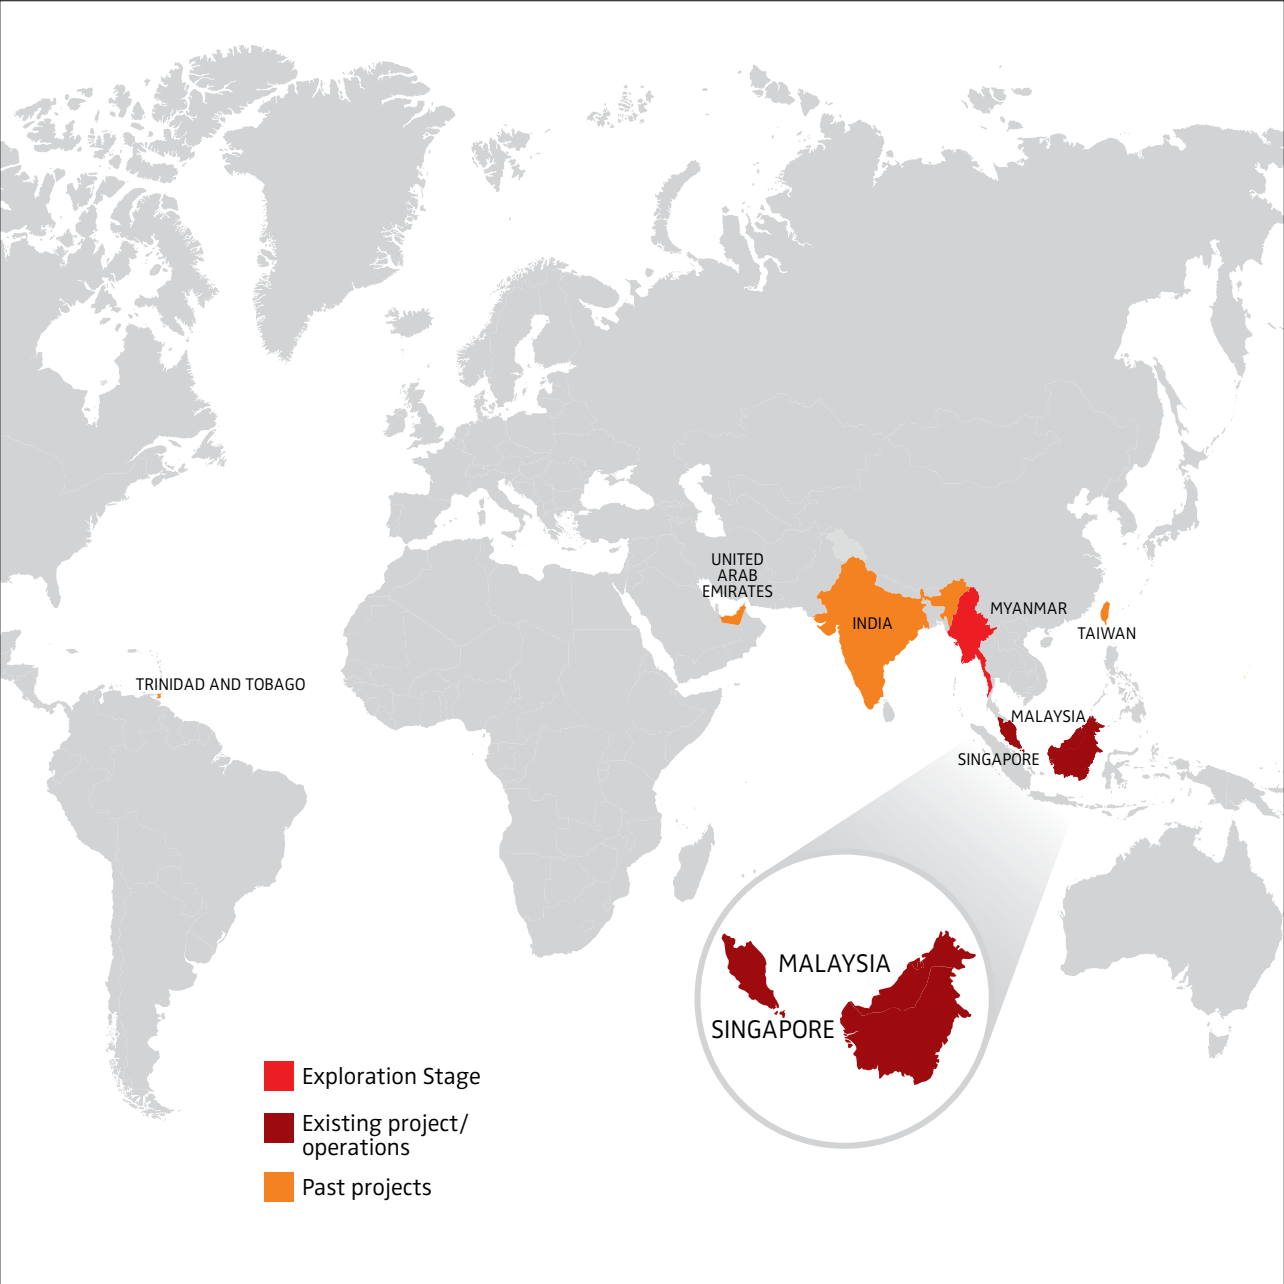 UNITED
ARAB
EMIRATES
INDIA
MYANMAR
TAIWAN
TRINIDAD AND TOBAGO
MALAYSIA
SINGAPORE
MALAYSIA
SINGAPORE
Exploration Stage
Existing project/
operations
Past projects